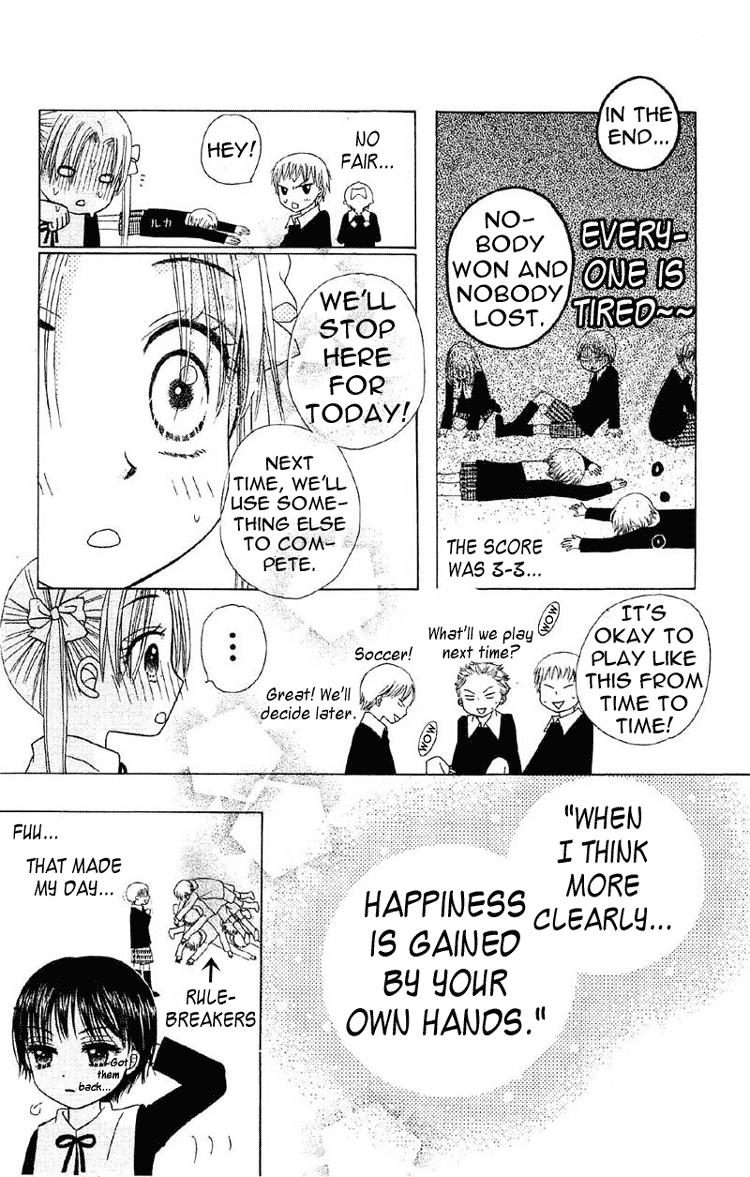 IN THE
END...
NO-
BODY
WON AND
NOBODY
LOST.
EVERY-
ONE IS
TIRED~~
THE SCORE
WAS 3-3...
NO
FAIR...
HEY!
ルカ
WE'LL
STOP
HERE
FOR
TODAY!
NEXT
TIME, WE'LL
USE SOME-
THING ELSE
TO COM-
PETE.
IT'S
OKAY TO
PLAY LIKE
THIS FROM
TIME TO
TIME!
WOW
What'll we play
next time?
Soccer!
WOW
Great! We'll
decide later.
...
"WHEN
I THINK
MORE
CLEARLY...
HAPPINESS
IS GAINED
BY YOUR
OWN HANDS."
FUU...
THAT MADE
MY DAY...
RULE-
BREAKERS
Got
them
back...